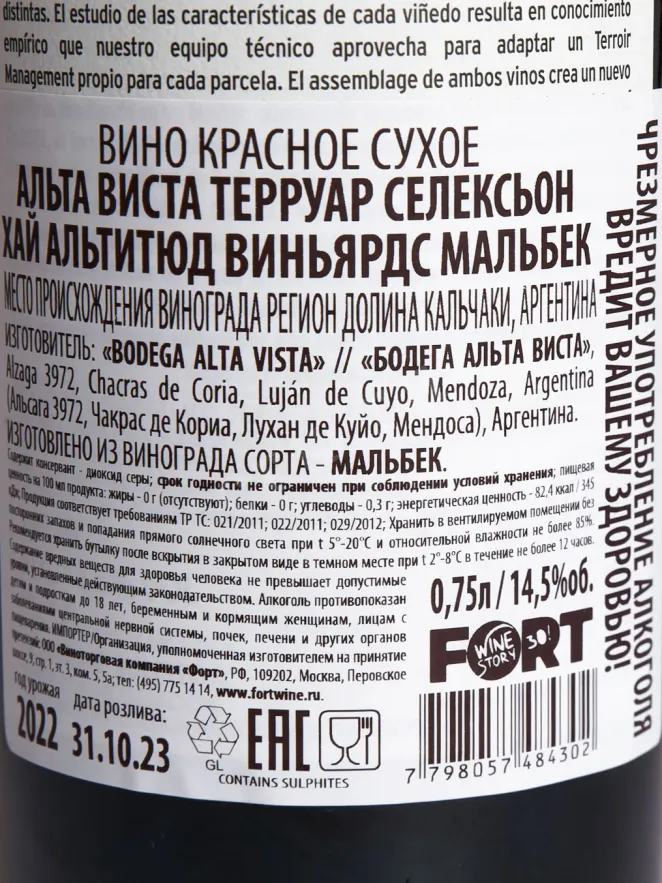 distintas. El estudio de las características de cada viñedo resulta en conocimiento
empírico que nuestro equipo técnico aprovecha para adaptar un Terroir
Management propio para cada parcela. El assemblage de ambos vinos crea un nuevo
ВИНО КРАСНОЕ СУХОЕ
АЛЬТА ВИСТА ТЕРРУАР СЕЛЕКСЬОН
ХАЙ АЛЬТИТЮД ВИНЬЯРДС МАЛЬБЕК
МЕСТО ПРОИСХОЖДЕНИЯ ВИНОГРАДА РЕГИОН ДОЛИНА КАЛЬЧАКИ, АРГЕНТИНА
ИЗГОТОВИТЕЛЬ: «BODEGA ALTA VISTA» // «БОДЕГА АЛЬТА ВИСТА»,
Alzaga 3972, Chacras de Coria, Luján de Cuyo, Mendoza, Argentina
(Альсага 3972, Чакрас де Кориа, Лухан де Куйо, Мендоса), Аргентина.
ИЗГОТОВЛЕНО ИЗ ВИНОГРАДА СОРТА - МАЛЬБЕК.
Содержит консервант - диоксид серы; срок годности не ограничен при соблюдении условий хранения; пищевая
ценность на 100 мл продукта: жиры - 0 г (отсутствуют); белки - 0 г; углеводы - 0,3 г; энергетическая ценность - 82,4 ккал / 345
кДж; Продукция соответствует требованиям ТР ТС: 021/2011; 022/2011; 029/2012; Хранить в вентилируемом помещении без
посторонних запахов и попадания прямого солнечного света при t 5°-20°C и относительной влажности не более 85%.
Рекомендуется хранить бутылку после вскрытия в закрытом виде в темном месте при t 2°-8°C в течение не более 12 часов.
Содержание вредных веществ для здоровья человека не превышает допустимые
уровни, установленные действующим законодательством. Алкоголь противопоказан
детям и подросткам до 18 лет, беременным и кормящим женщинам, лицам с
заболеваниями центральной нервной системы, почек, печени и других органов
пищеварения. ИМПОРТЕР/Организация, уполномоченная изготовителем на принятие
претензий: ООО «Виноторговая компания «Форт», РФ, 109202, Москва, Перовское
шоссе, 3, стр. 1, эт. 3, ком. 5, 5а; тел: (495) 775 14 14, www.fortwine.ru.
0,75л / 14,5%об.
FORT
WINE STORY 30!
год урожая
2022
дата розлива:
31.10.23
GL
EAC
CONTAINS SULPHITES
7 798057 484302
ЧРЕЗМЕРНОЕ УПОТРЕБЛЕНИЕ АЛКОГОЛЯ
ВРЕДИТ ВАШЕМУ ЗДОРОВЬЮ!